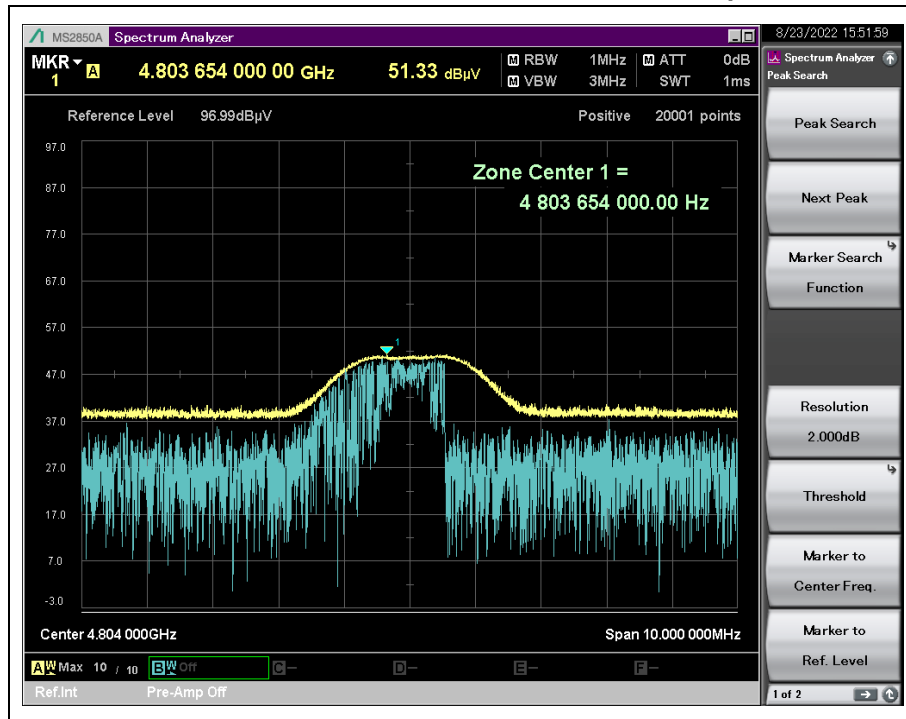 MS2850A Spectrum Analyzer
8/23/2022 15:51:59
MKR 1 A 4.803 654 000 00 GHz 51.33 dBµV
M RBW 1MHz M ATT 0dB
M VBW 3MHz SWT 1ms
Spectrum Analyzer
Peak Search
Reference Level 96.99dBµV Positive 20001 points
97.0
87.0
77.0
67.0
57.0
47.0
37.0
27.0
17.0
7.0
-3.0
Zone Center 1 =
4 803 654 000.00 Hz
1
Center 4.804 000GHz Span 10.000 000MHz
A W Max 10 / 10 B W Off C - D - E - F -
Ref.Int Pre-Amp Off
Peak Search
Next Peak
Marker Search
Function
Resolution
2.000dB
Threshold
Marker to
Center Freq.
Marker to
Ref. Level
1 of 2